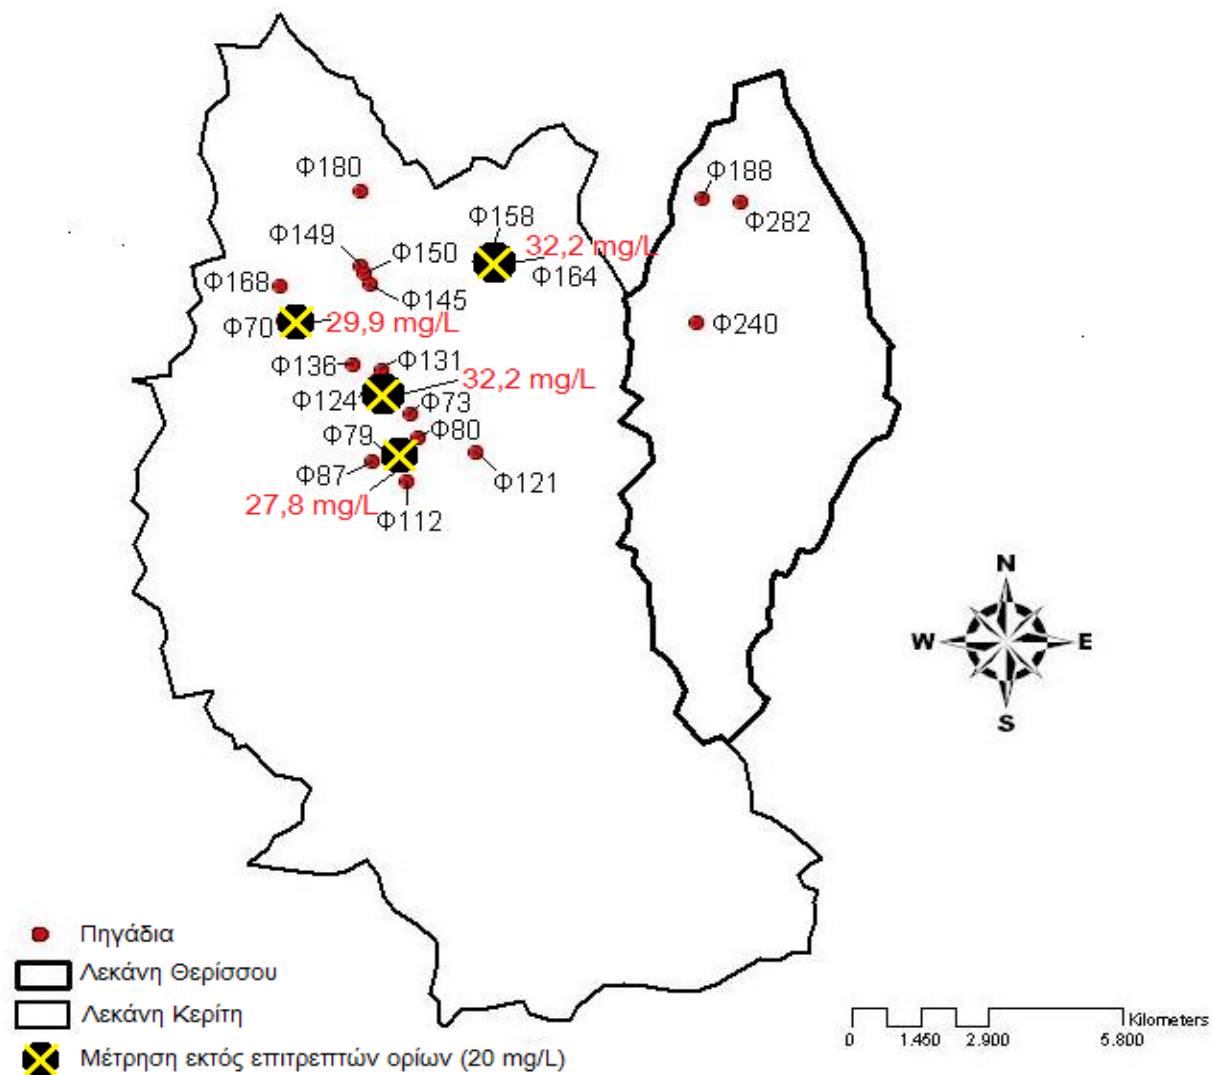 Φ180
Φ188
Φ158
Φ282
Φ149
Φ150
32,2 mg/L
Φ168
Φ164
Φ145
Φ70
29,9 mg/L
Φ240
Φ136
Φ131
32,2 mg/L
Φ124
Φ73
Φ79
Φ80
Φ87
Φ121
27,8 mg/L
Φ112
N
W
E
S
Πηγάδια
Λεκάνη Θερίσσου
Λεκάνη Κερίτη
Μέτρηση εκτός επιτρεπτών ορίων (20 mg/L)
Kilometers
0 1.450 2.900 5.800